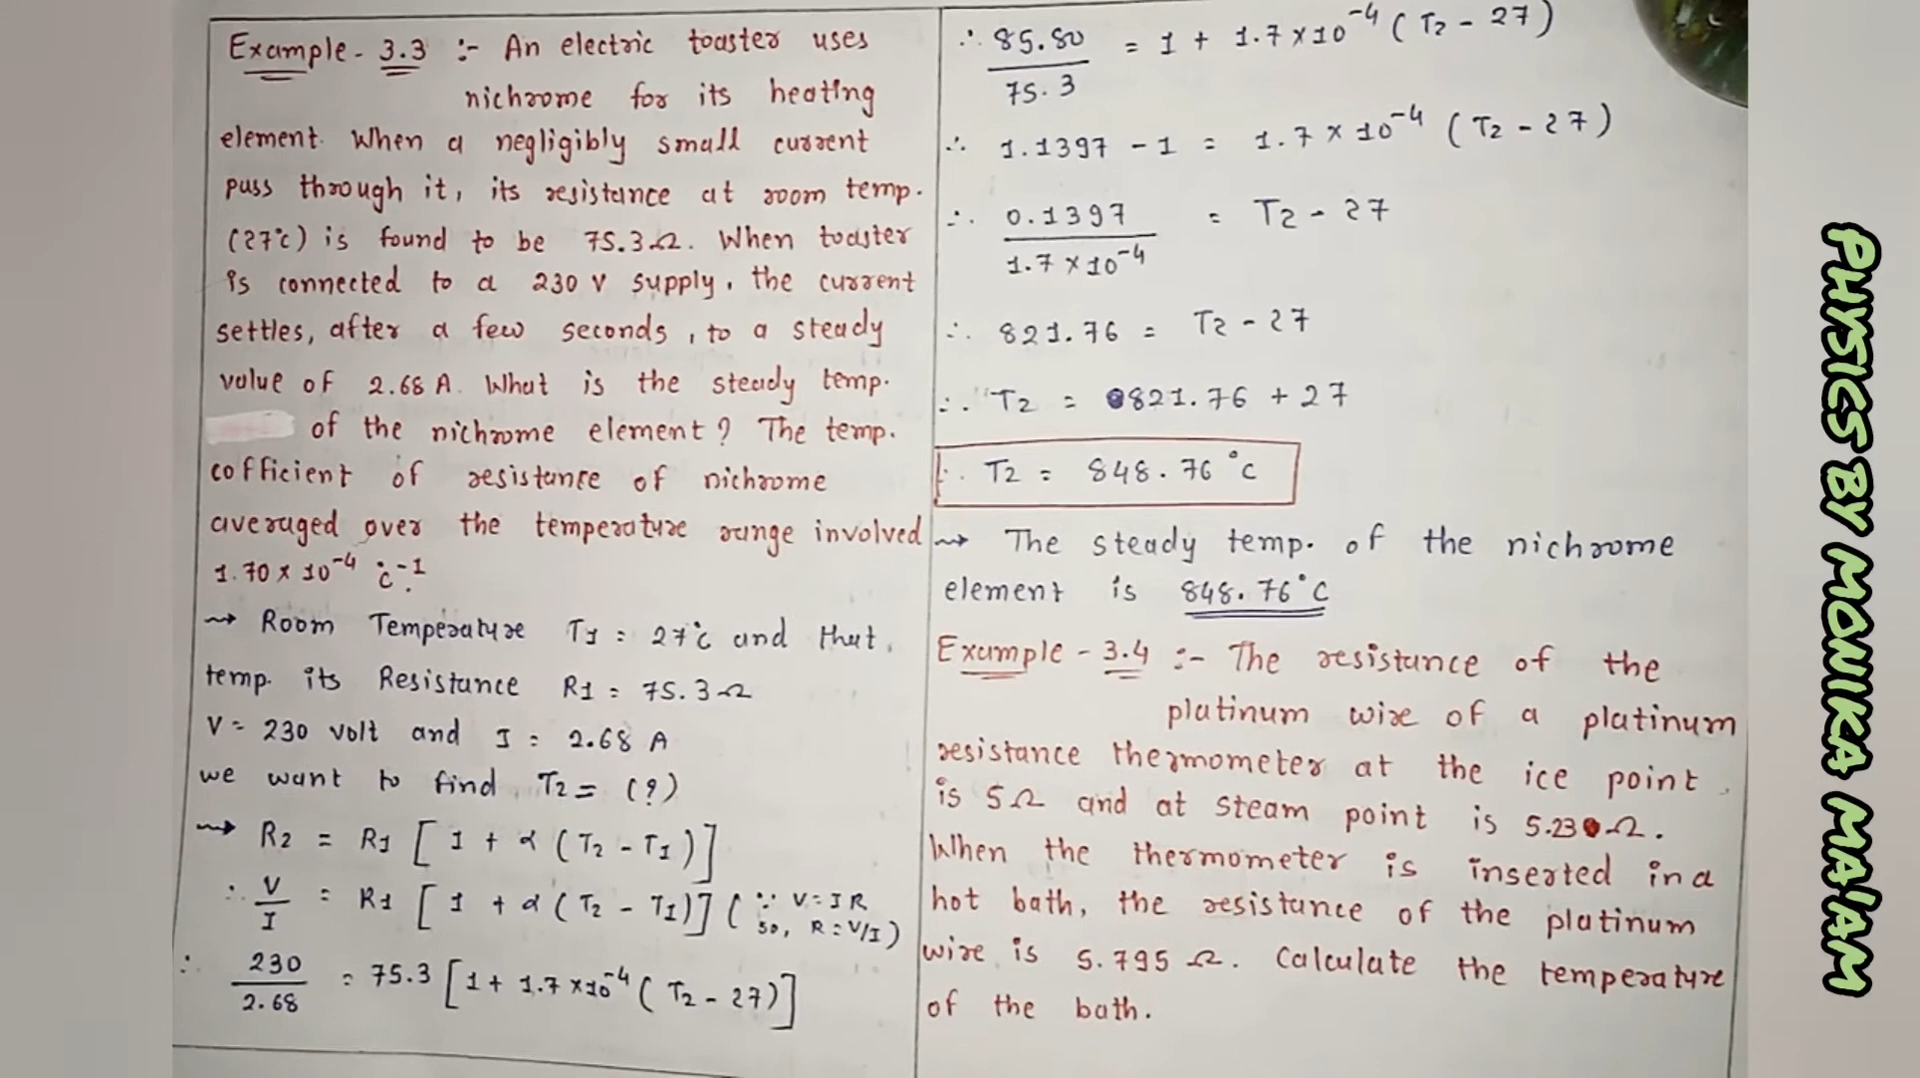 Example - 3.3 :- An electric toaster uses
nichrome for its heating
element. When a negligibly small current
pass through it, its resistance at room temp.
(27°c) is found to be 75.3Ω. When toaster
is connected to a 230 V supply, the current
settles, after a few seconds, to a steady
value of 2.68 A. What is the steady temp.
of the nichrome element? The temp.
cofficient of resistance of nichrome
averaged over the temperature range involved
1.70 × 10⁻⁴ °c⁻¹.
⇝ Room Temperature T1 = 27°c and that,
temp. its Resistance R1 = 75.3Ω
V = 230 volt and I = 2.68 A
we want to find T2 = (?)
⇝ R2 = R1 [ 1 + α ( T2 - T1 ) ]
∴ V/I = R1 [ 1 + α ( T2 - T1 ) ] ( ∵ V = IR so, R = V/I )
∴ 230/2.68 = 75.3 [ 1 + 1.7 × 10⁻⁴ ( T2 - 27 ) ]
∴ 85.80/75.3 = 1 + 1.7 × 10⁻⁴ ( T2 - 27 )
∴ 1.1397 - 1 = 1.7 × 10⁻⁴ ( T2 - 27 )
∴ 0.1397/1.7 × 10⁻⁴ = T2 - 27
∴ 821.76 = T2 - 27
∴ T2 = 821.76 + 27
∴ T2 = 848.76 °c
⇝ The steady temp. of the nichrome
element is 848.76°C
Example - 3.4 :- The resistance of the
platinum wire of a platinum
resistance thermometer at the ice point
is 5Ω and at steam point is 5.23Ω.
When the thermometer is inserted in a
hot bath, the resistance of the platinum
wire is 5.795 Ω. Calculate the temperature
of the bath.
PHYSICS BY MONIKA MA'AM